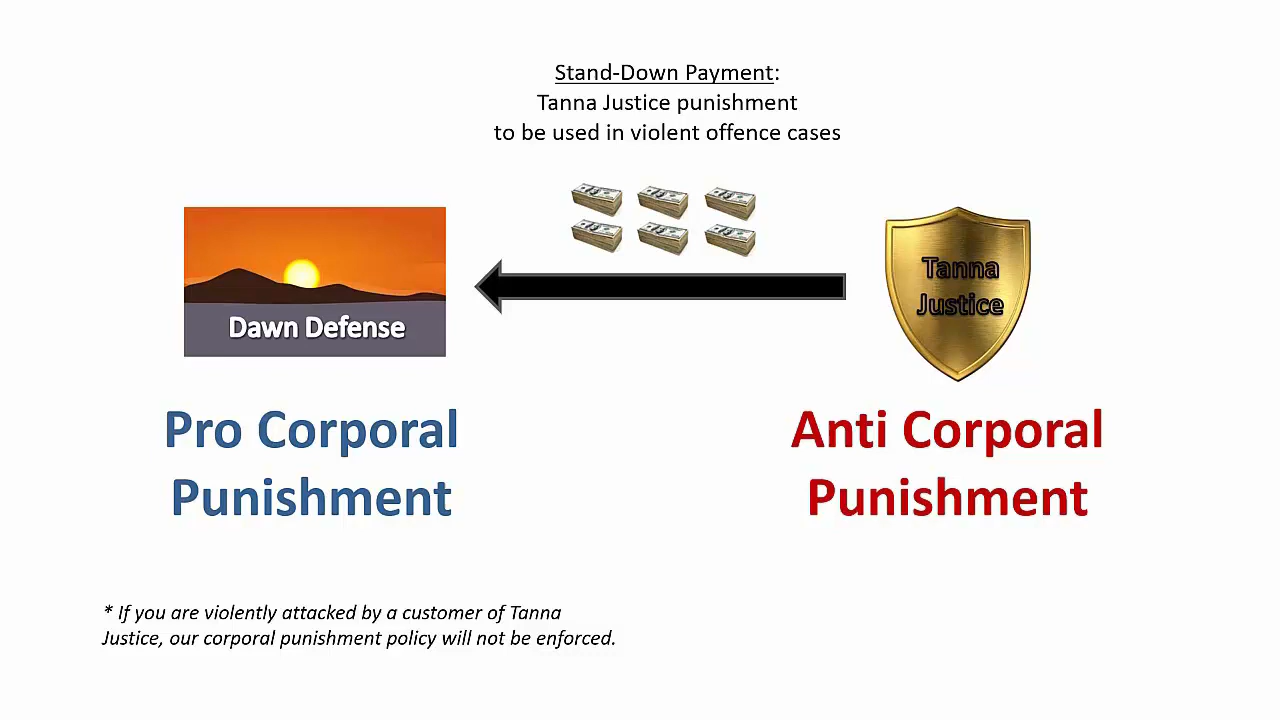 Stand-Down Payment:
Tanna Justice punishment
to be used in violent offence cases
Dawn Defense
Tanna
Justice
Pro Corporal
Punishment
Anti Corporal
Punishment
* If you are violently attacked by a customer of Tanna
Justice, our corporal punishment policy will not be enforced.